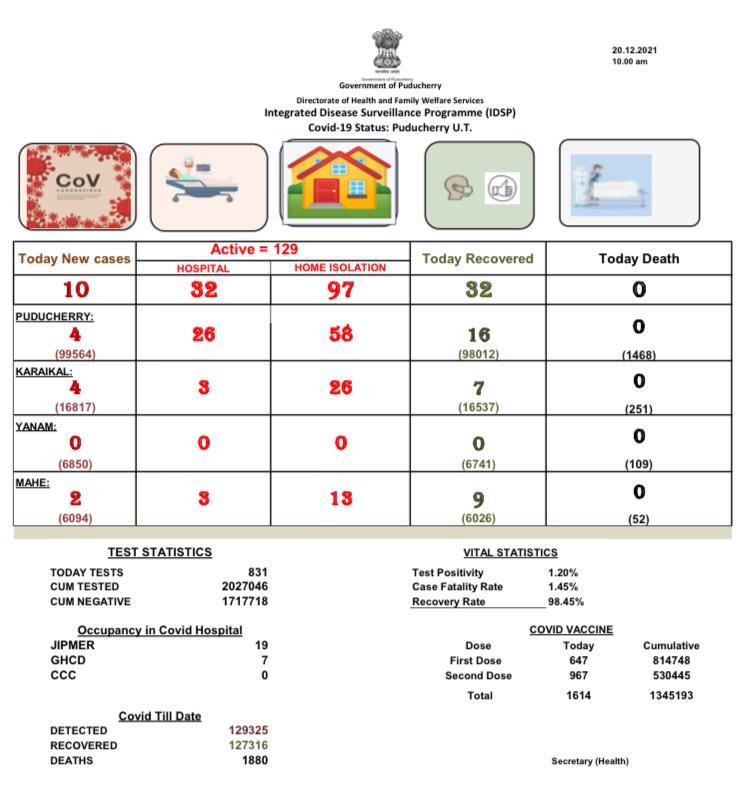 20.12.2021
10.00 am
Government of Puducherry
Government of Puducherry
Directorate of Health and Family Welfare Services
Integrated Disease Surveillance Programme (IDSP)
Covid-19 Status: Puducherry U.T.
CoV
CORONAVIRUS
Today New cases
Active = 129
HOSPITAL HOME ISOLATION
Today Recovered
Today Death
10 32 97 32 0
PUDUCHERRY:
4 26 58 16 0
(99564) (98012) (1468)
KARAIKAL:
4 3 26 7 0
(16817) (16537) (251)
YANAM:
0 0 0 0 0
(6850) (6741) (109)
MAHE:
2 3 13 9 0
(6094) (6026) (52)
TEST STATISTICS
TODAY TESTS 831
CUM TESTED 2027046
CUM NEGATIVE 1717718
VITAL STATISTICS
Test Positivity 1.20%
Case Fatality Rate 1.45%
Recovery Rate 98.45%
Occupancy in Covid Hospital
JIPMER 19
GHCD 7
CCC 0
COVID VACCINE
Dose Today Cumulative
First Dose 647 814748
Second Dose 967 530445
Total 1614 1345193
Covid Till Date
DETECTED 129325
RECOVERED 127316
DEATHS 1880
Secretary (Health)